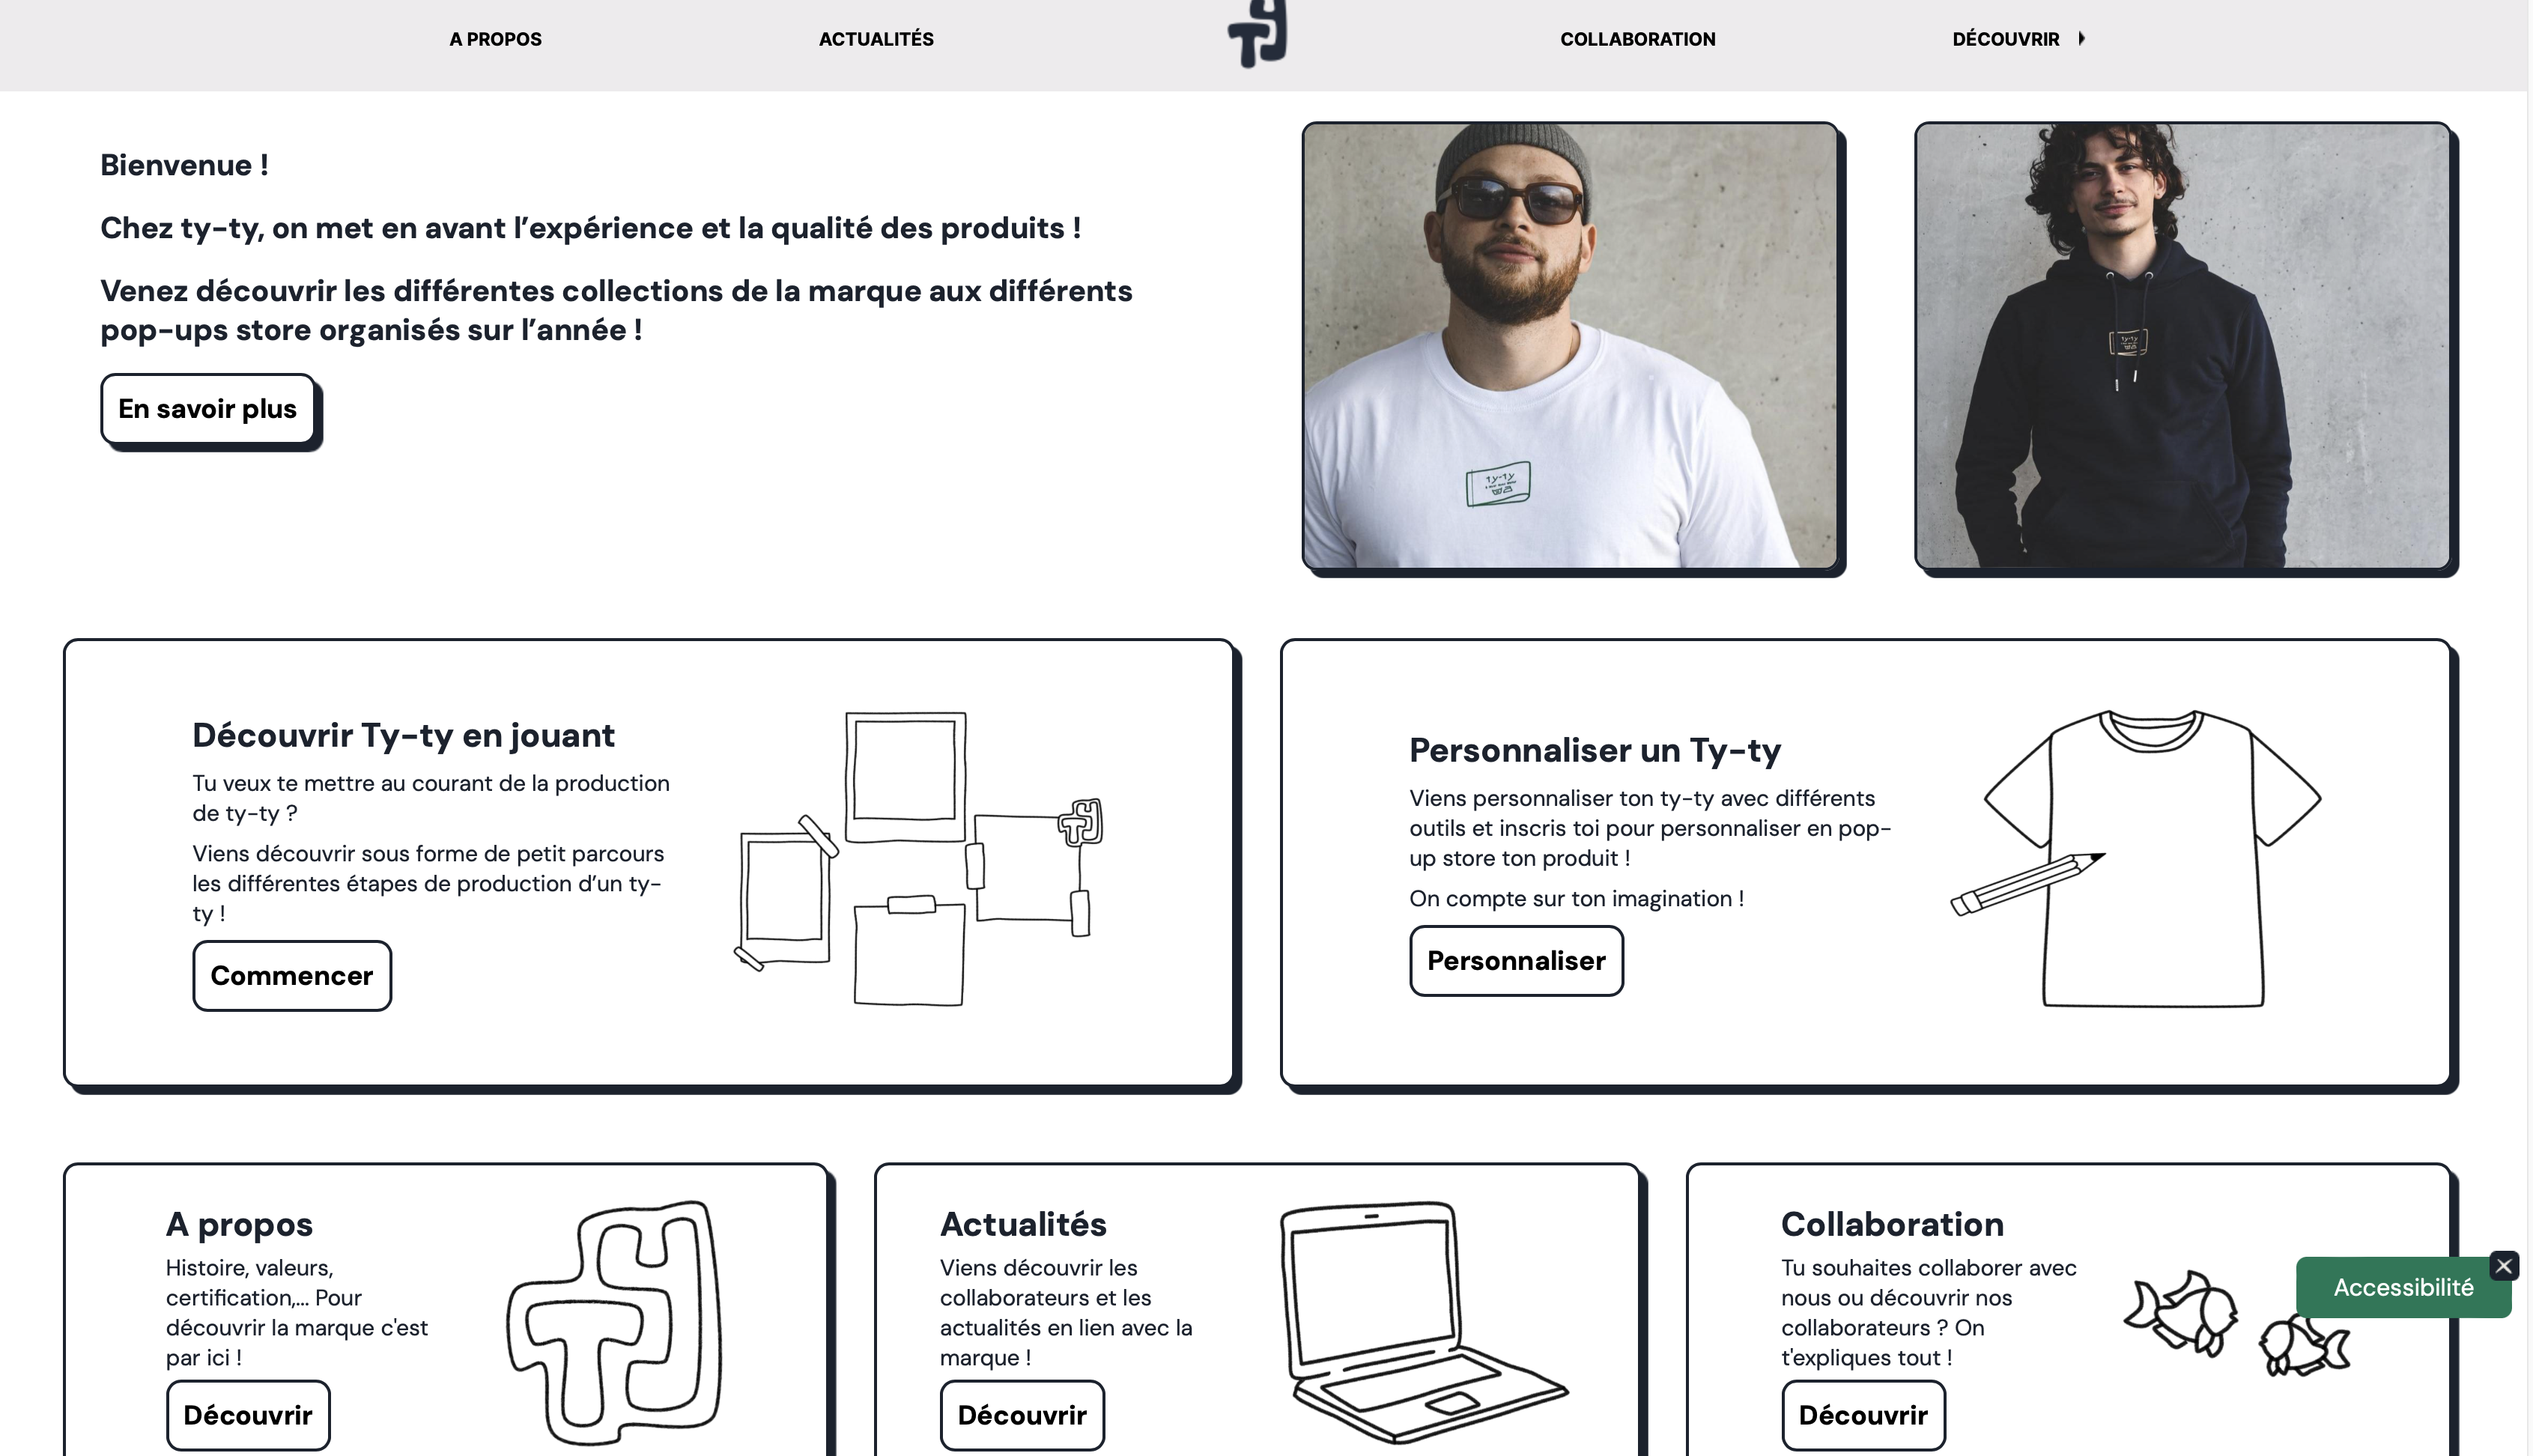 A PROPOS
ACTUALITÉS
TY
COLLABORATION
DÉCOUVRIR
Bienvenue !
Chez ty-ty, on met en avant l’expérience et la qualité des produits !
Venez découvrir les différentes collections de la marque aux différents
pop-ups store organisés sur l’année !
En savoir plus
ty-ty
ty-ty
Découvrir Ty-ty en jouant
Tu veux te mettre au courant de la production
de ty-ty ?
Viens découvrir sous forme de petit parcours
les différentes étapes de production d’un ty-
ty !
Commencer
TY
Personnaliser un Ty-ty
Viens personnaliser ton ty-ty avec différents
outils et inscris toi pour personnaliser en pop-
up store ton produit !
On compte sur ton imagination !
Personnaliser
A propos
Histoire, valeurs,
certification,... Pour
découvrir la marque c'est
par ici !
Découvrir
TY
Actualités
Viens découvrir les
collaborateurs et les
actualités en lien avec la
marque !
Découvrir
Collaboration
Tu souhaites collaborer avec
nous ou découvrir nos
collaborateurs ? On
t'expliques tout !
Découvrir
Accessibilité